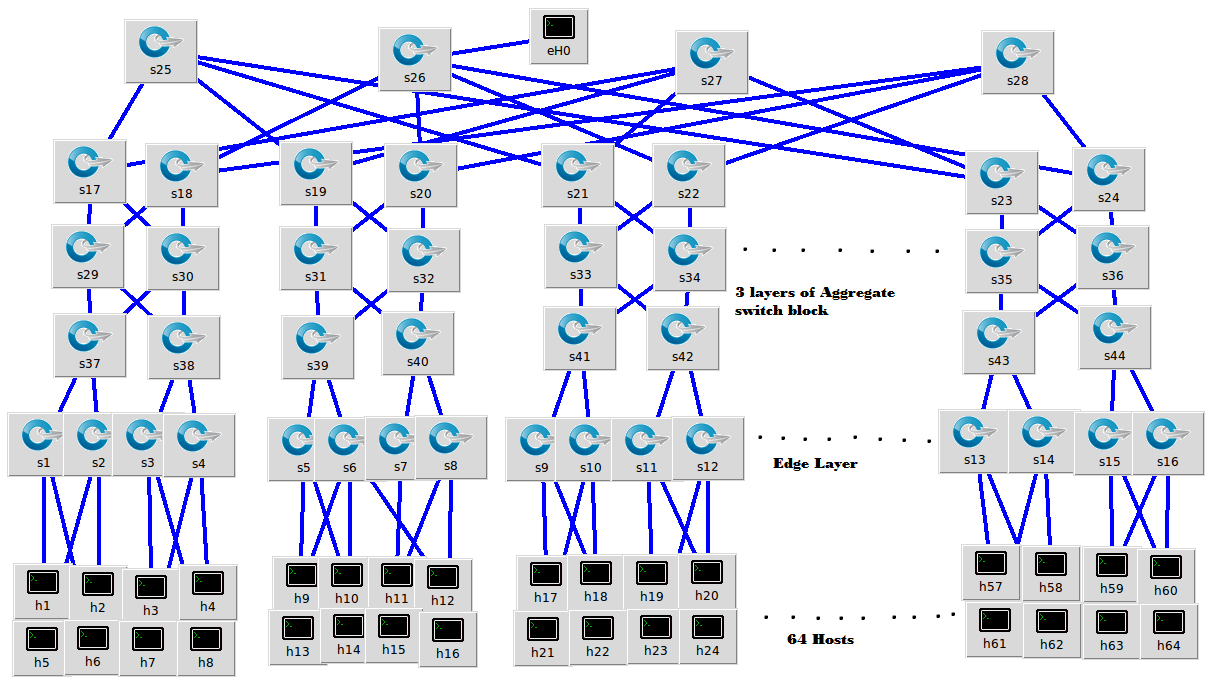 eH0
s25
s26
s27
s28
s17
s18
s19
s20
s21
s22
s23
s24
s29
s30
s31
s32
s33
s34
s35
s36
3 layers of Aggregate
switch block
s37
s38
s39
s40
s41
s42
s43
s44
s1
s2
s3
s4
s5
s6
s7
s8
s9
s10
s11
s12
s13
s14
s15
s16
Edge Layer
h1
h2
h3
h4
h9
h10
h11
h12
h17
h18
h19
h20
h57
h58
h59
h60
h5
h6
h7
h8
h13
h14
h15
h16
h21
h22
h23
h24
64 Hosts
h61
h62
h63
h64